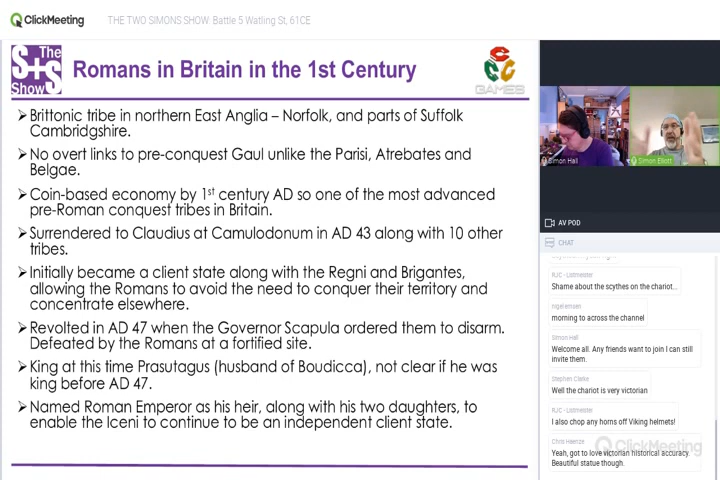 ClickMeeting
THE TWO SIMONS SHOW: Battle 5 Watling St, 61CE
The
S+S
Show
Romans in Britain in the 1st Century
GAMES
➢Brittonic tribe in northern East Anglia – Norfolk, and parts of Suffolk
Cambridgshire.
➢No overt links to pre-conquest Gaul unlike the Parisi, Atrebates and
Belgae.
➢Coin-based economy by 1st century AD so one of the most advanced
pre-Roman conquest tribes in Britain.
➢Surrendered to Claudius at Camulodonum in AD 43 along with 10 other
tribes.
➢Initially became a client state along with the Regni and Brigantes,
allowing the Romans to avoid the need to conquer their territory and
concentrate elsewhere.
➢Revolted in AD 47 when the Governor Scapula ordered them to disarm.
Defeated by the Romans at a fortified site.
➢King at this time Prasutagus (husband of Boudicca), not clear if he was
king before AD 47.
➢Named Roman Emperor as his heir, along with his two daughters, to
enable the Iceni to continue to be an independent client state.
Simon Hall
Simon Elliott
AV POD
CHAT
RJC - Listmeister
Shame about the scythes on the chariot...
nigel emsen
morning to across the channel
Simon Hall
Welcome all. Any friends want to join I can still
invite them.
Stephen Clarke
Well the chariot is very victorian
RJC - Listmeister
I also chop any horns off Viking helmets!
Chris Heenze
Yeah, got to love victorian historical accuracy.
Beautiful statue though.
ClickMeeting